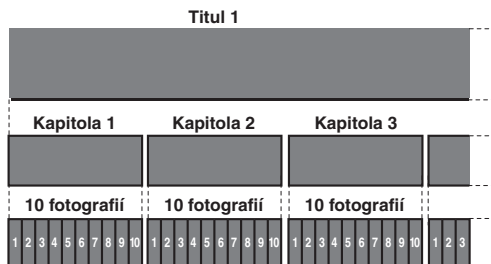 Titul 1
Kapitola 1 Kapitola 2 Kapitola 3
10 fotografií 10 fotografií 10 fotografií
1 2 3 4 5 6 7 8 9 10 1 2 3 4 5 6 7 8 9 10 1 2 3 4 5 6 7 8 9 10 1 2 3